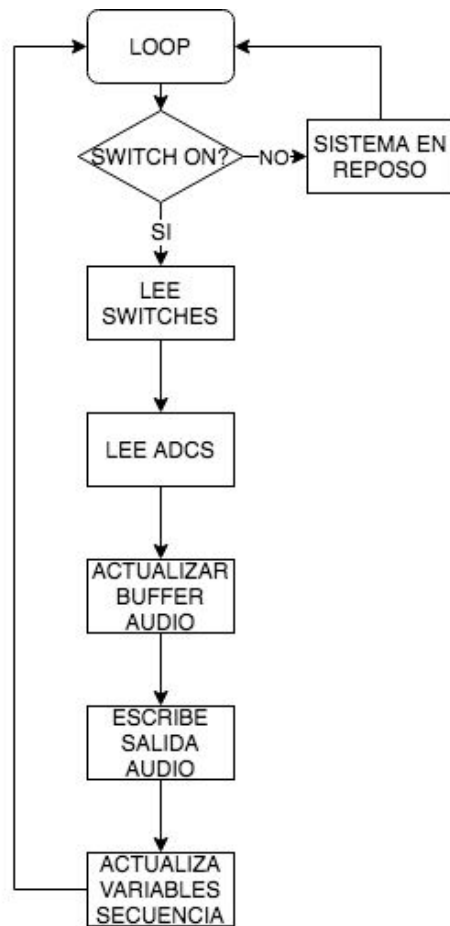 LOOP
SWITCH ON?
NO
SISTEMA EN
REPOSO
SI
LEE
SWITCHES
LEE ADCS
ACTUALIZAR
BUFFER
AUDIO
ESCRIBE
SALIDA
AUDIO
ACTUALIZA
VARIABLES
SECUENCIA